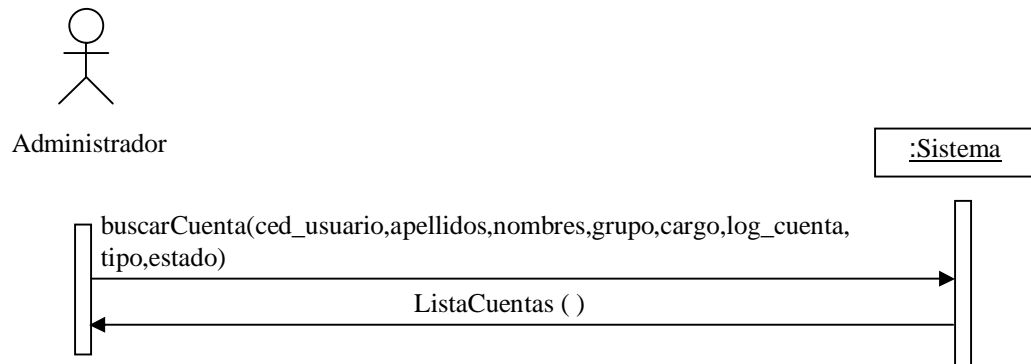 Administrador
:Sistema
buscarCuenta(ced_usuario,apellidos,nombres,grupo,cargo,log_cuenta,
tipo,estado)
ListaCuentas ( )